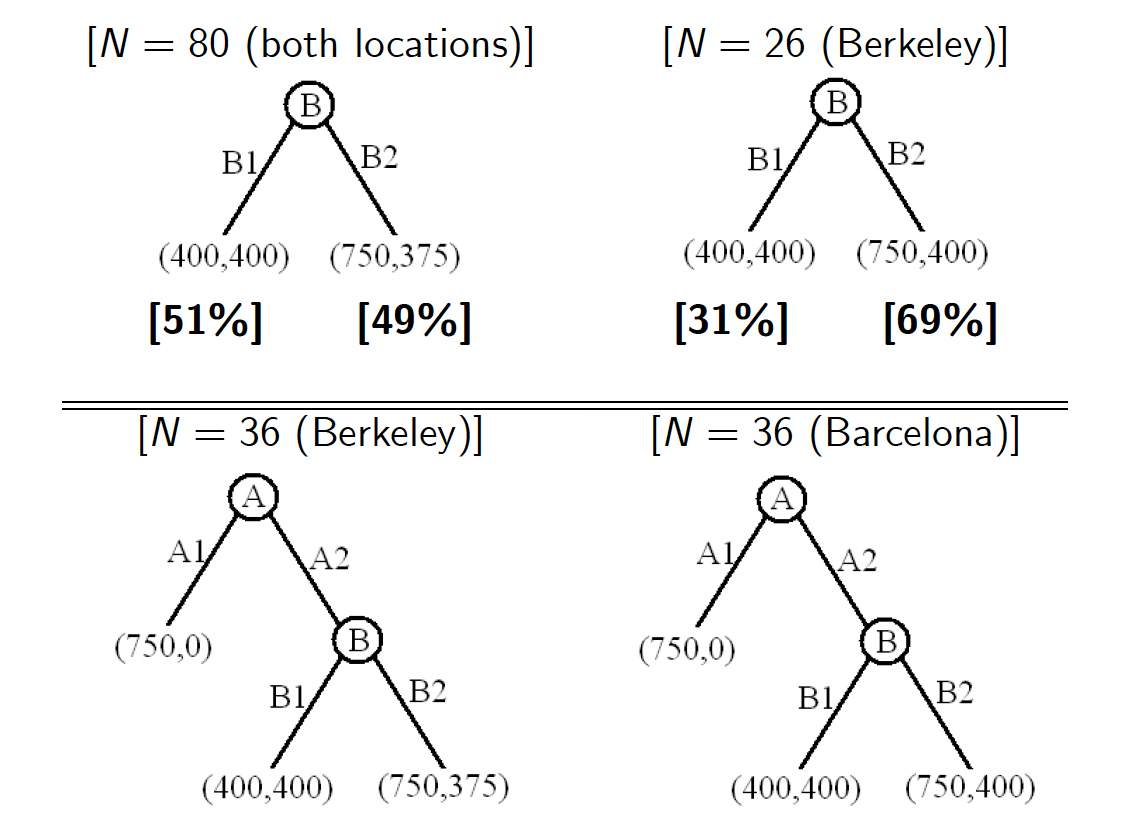 [N = 80 (both locations)] [N = 26 (Berkeley)]
B B
B1 B2 B1 B2
(400,400) (750,375) (400,400) (750,400)
[51%] [49%] [31%] [69%]
[N = 36 (Berkeley)] [N = 36 (Barcelona)]
A A
A1 A2 A1 A2
(750,0) B (750,0) B
B1 B2 B1 B2
(400,400) (750,375) (400,400) (750,400)